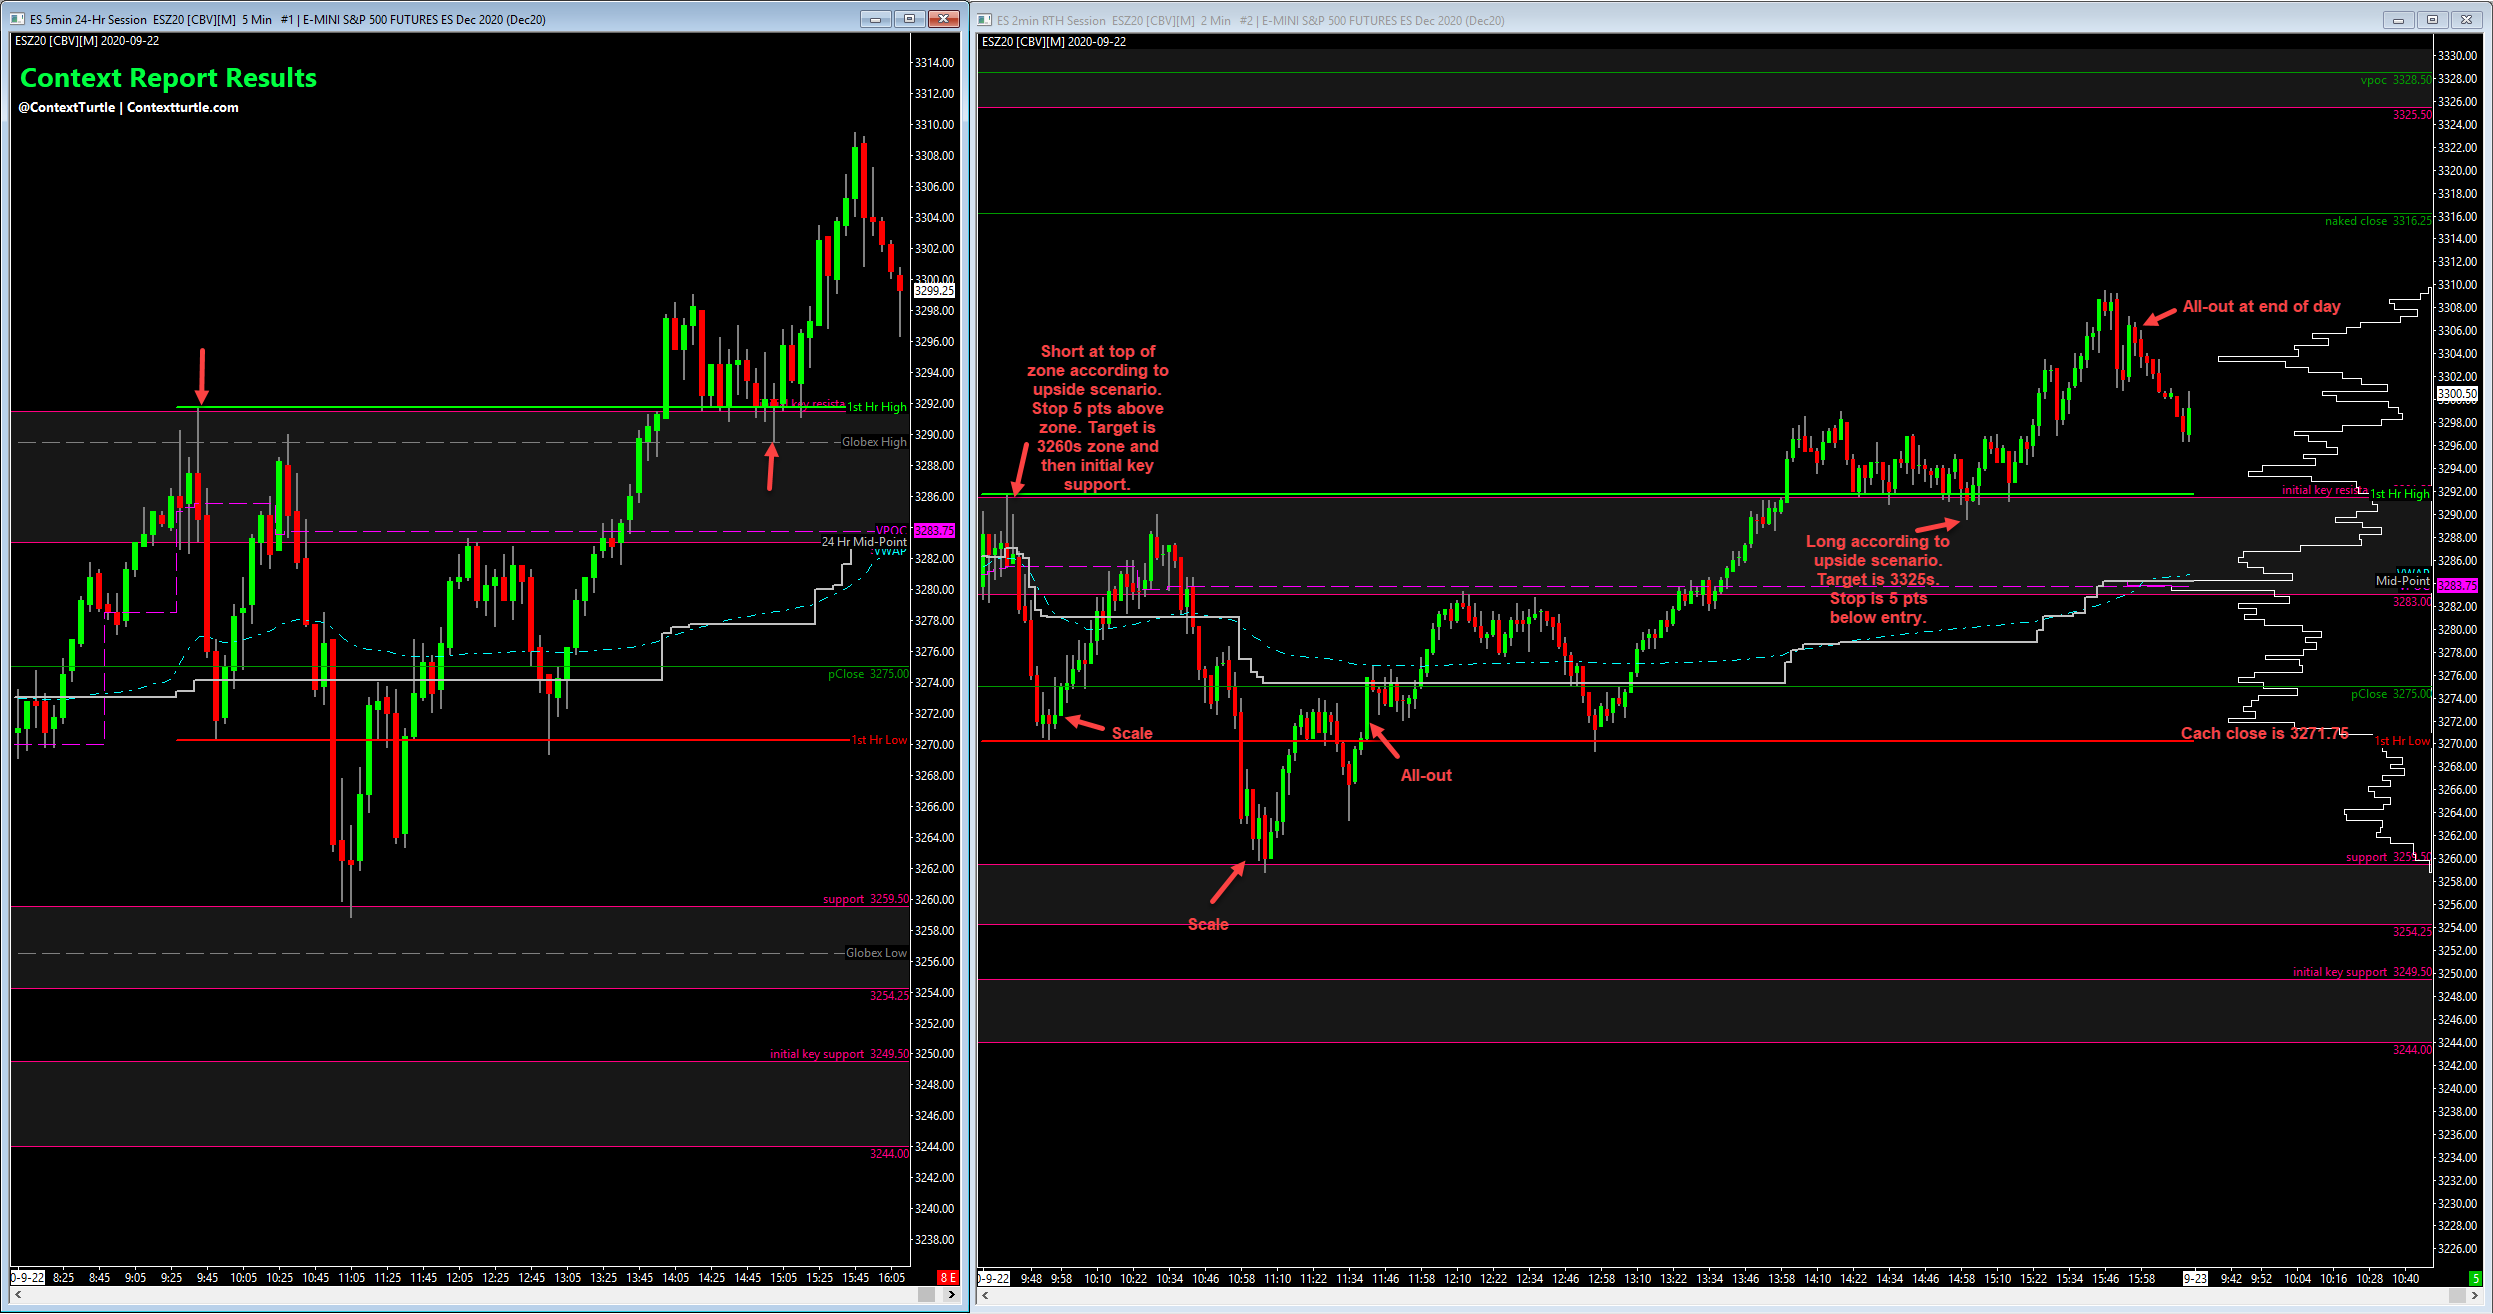 ES 5min 24-Hr Session ESZ20 [CBV][M] 5 Min #1 | E-MINI S&P 500 FUTURES ES Dec 2020 (Dec20)
ESZ20 [CBV][M] 2020-09-22
Context Report Results
@ContextTurtle | Contextturtle.com
1st Hr High
Globex High
VPOC
24 Hr Mid-Point
VWAP
pClose 3275.00
1st Hr Low
support 3259.50
Globex Low
3254.25
initial key support 3249.50
3244.00
3314.00
3312.00
3310.00
3308.00
3306.00
3304.00
3302.00
3300.00
3299.25
3298.00
3296.00
3294.00
3292.00
3290.00
3288.00
3286.00
3283.75
3282.00
3280.00
3278.00
3276.00
3274.00
3272.00
3270.00
3268.00
3266.00
3264.00
3262.00
3260.00
3258.00
3256.00
3254.00
3252.00
3250.00
3248.00
3246.00
3244.00
3242.00
3240.00
3238.00
0-9-22 8:25 8:45 9:05 9:25 9:45 10:05 10:25 10:45 11:05 11:25 11:45 12:05 12:25 12:45 13:05 13:25 13:45 14:05 14:25 14:45 15:05 15:25 15:45 16:05 8 E
ES 2min RTH Session ESZ20 [CBV][M] 2 Min #2 | E-MINI S&P 500 FUTURES ES Dec 2020 (Dec20)
ESZ20 [CBV][M] 2020-09-22
vpoc 3328.50
3325.50
naked close 3316.25
All-out at end of day
Short at top of
zone according to
upside scenario.
Stop 5 pts above
zone. Target is
3260s zone and
then initial key
support.
initial key resista
1st Hr High
Long according to
upside scenario.
Target is 3325s.
Stop is 5 pts
below entry.
VWAP
Mid-Point
3283.00
pClose 3275.00
Scale
Cach close is 3271.75
1st Hr Low
All-out
support 3259.50
Scale
3254.25
initial key support 3249.50
3244.00
3330.00
3328.00
3326.00
3324.00
3322.00
3320.00
3318.00
3316.00
3314.00
3312.00
3310.00
3308.00
3306.00
3304.00
3302.00
3300.50
3298.00
3296.00
3294.00
3292.00
3290.00
3288.00
3286.00
3283.75
3282.00
3280.00
3278.00
3276.00
3274.00
3272.00
3270.00
3268.00
3266.00
3264.00
3262.00
3260.00
3258.00
3256.00
3254.00
3252.00
3250.00
3248.00
3246.00
3244.00
3242.00
3240.00
3238.00
3236.00
3234.00
3232.00
3230.00
3228.00
3226.00
0-9-22 9:48 9:58 10:10 10:22 10:34 10:46 10:58 11:10 11:22 11:34 11:46 11:58 12:10 12:22 12:34 12:46 12:58 13:10 13:22 13:34 13:46 13:58 14:10 14:22 14:34 14:46 14:58 15:10 15:22 15:34 15:46 15:58 9-23 9:42 9:52 10:04 10:16 10:28 10:40 5